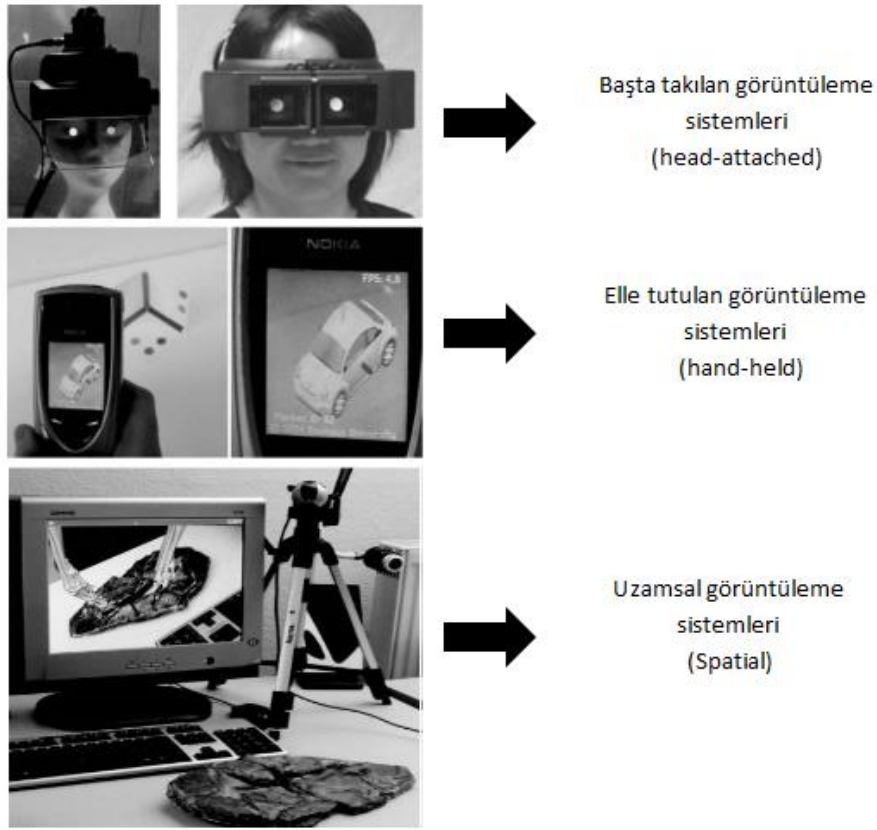 Başta takılan görüntüleme
sistemleri
(head-attached)
NOKIA
FPS: 4.8
Elle tutulan görüntüleme
sistemleri
(hand-held)
Uzamsal görüntüleme
sistemleri
(Spatial)